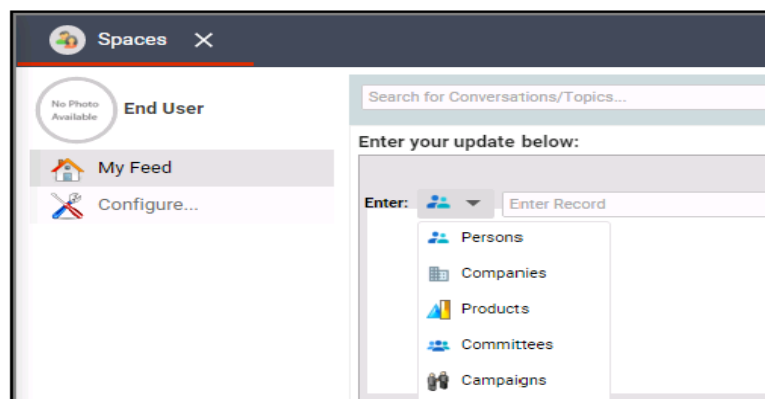 Spaces
No Photo
Available
End User
My Feed
Configure...
Search for Conversations/Topics...
Enter your update below:
Enter: Enter Record
Persons
Companies
Products
Committees
Campaigns